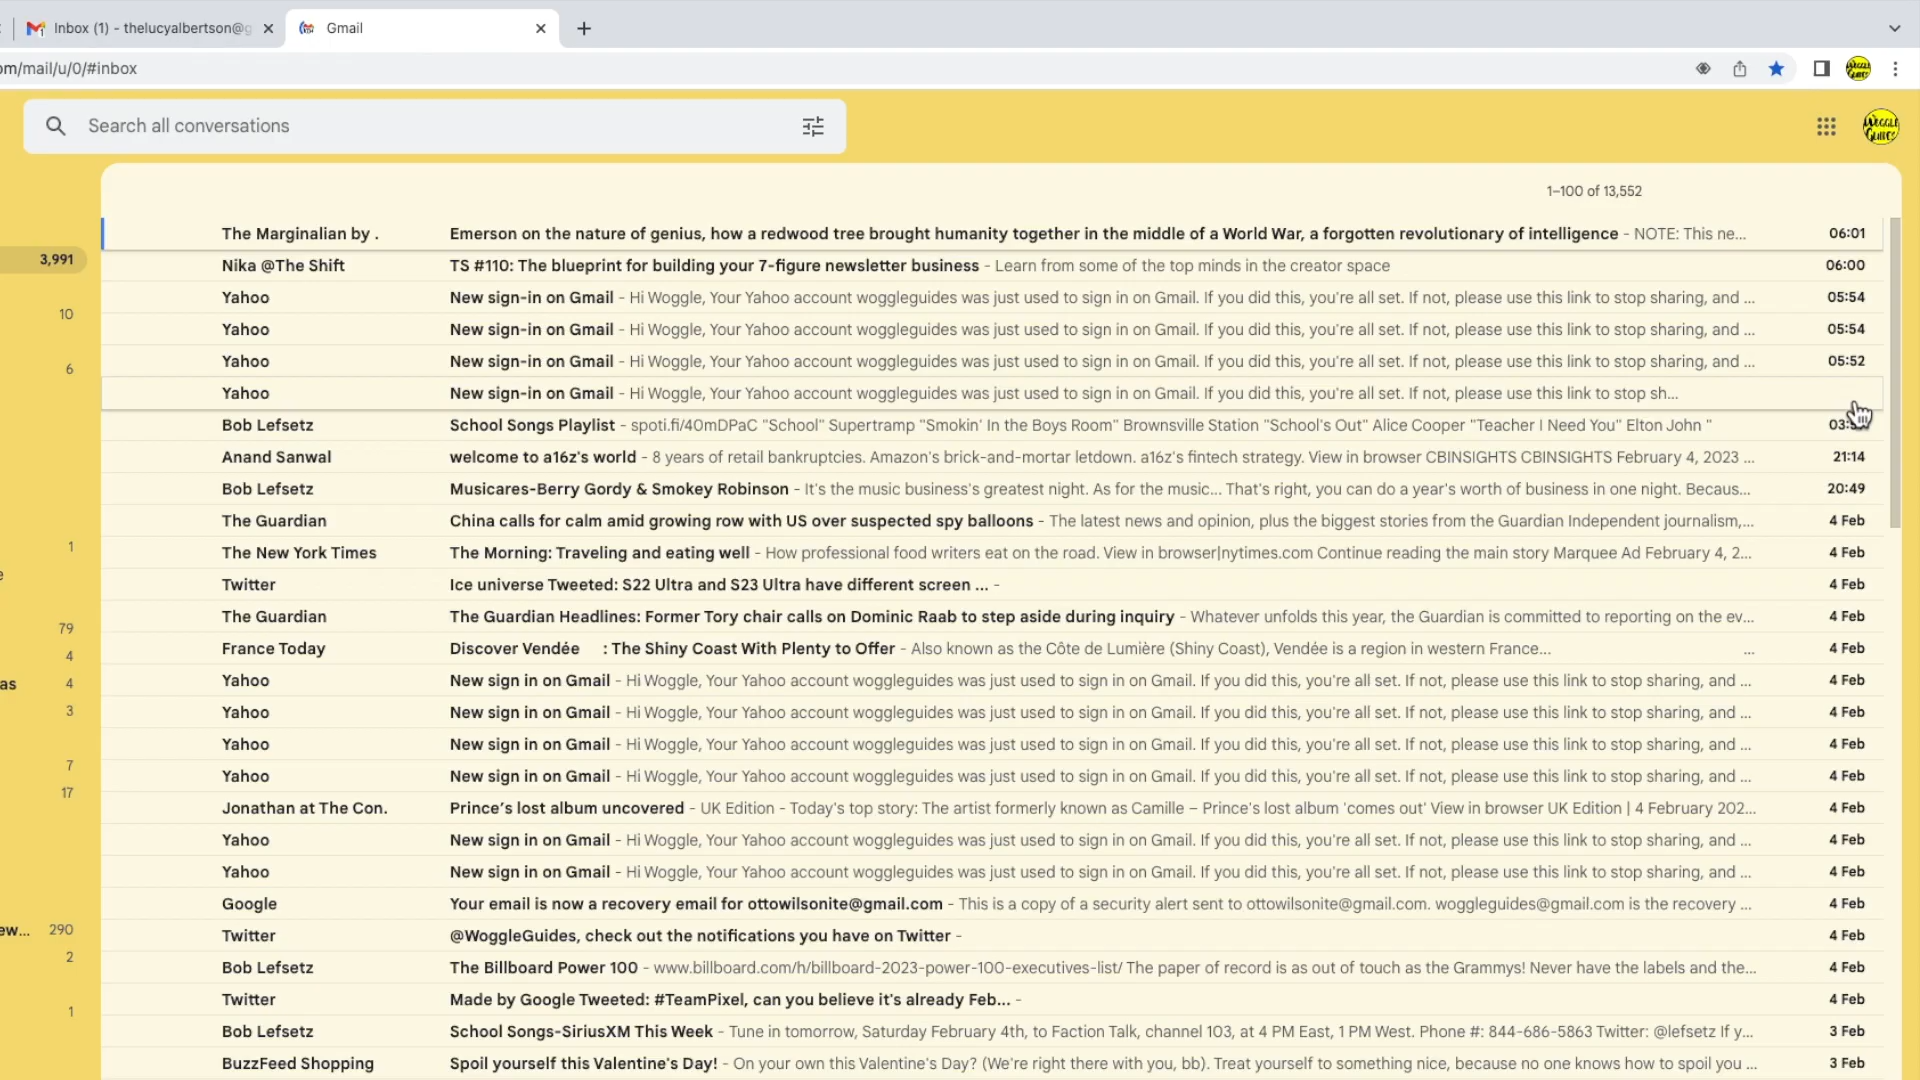 Inbox (1) - thelucyalbertson@g
Gmail
om/mail/u/0/#inbox
Search all conversations
WOGGLE GUIDES
1–100 of 13,552
The Marginalian by . Emerson on the nature of genius, how a redwood tree brought humanity together in the middle of a World War, a forgotten revolutionary of intelligence - NOTE: This ne... 06:01
3,991
Nika @The Shift TS #110: The blueprint for building your 7-figure newsletter business - Learn from some of the top minds in the creator space 06:00
Yahoo New sign-in on Gmail - Hi Woggle, Your Yahoo account woggleguides was just used to sign in on Gmail. If you did this, you're all set. If not, please use this link to stop sharing, and ... 05:54
10
Yahoo New sign-in on Gmail - Hi Woggle, Your Yahoo account woggleguides was just used to sign in on Gmail. If you did this, you're all set. If not, please use this link to stop sharing, and ... 05:54
Yahoo New sign-in on Gmail - Hi Woggle, Your Yahoo account woggleguides was just used to sign in on Gmail. If you did this, you're all set. If not, please use this link to stop sharing, and ... 05:52
6
Yahoo New sign-in on Gmail - Hi Woggle, Your Yahoo account woggleguides was just used to sign in on Gmail. If you did this, you're all set. If not, please use this link to stop sh...
Bob Lefsetz School Songs Playlist - spoti.fi/40mDPaC "School" Supertramp "Smokin' In the Boys Room" Brownsville Station "School's Out" Alice Cooper "Teacher I Need You" Elton John "
Anand Sanwal welcome to a16z's world - 8 years of retail bankruptcies. Amazon's brick-and-mortar letdown. a16z's fintech strategy. View in browser CBINSIGHTS CBINSIGHTS February 4, 2023 ... 21:14
Bob Lefsetz Musicares-Berry Gordy & Smokey Robinson - It's the music business's greatest night. As for the music... That's right, you can do a year's worth of business in one night. Becaus... 20:49
The Guardian China calls for calm amid growing row with US over suspected spy balloons - The latest news and opinion, plus the biggest stories from the Guardian Independent journalism,... 4 Feb
1
The New York Times The Morning: Traveling and eating well - How professional food writers eat on the road. View in browser|nytimes.com Continue reading the main story Marquee Ad February 4, 2... 4 Feb
e
Twitter Ice universe Tweeted: S22 Ultra and S23 Ultra have different screen ... - 4 Feb
The Guardian The Guardian Headlines: Former Tory chair calls on Dominic Raab to step aside during inquiry - Whatever unfolds this year, the Guardian is committed to reporting on the ev... 4 Feb
79
France Today Discover Vendée : The Shiny Coast With Plenty to Offer - Also known as the Côte de Lumière (Shiny Coast), Vendée is a region in western France... ... 4 Feb
4
Yahoo New sign in on Gmail - Hi Woggle, Your Yahoo account woggleguides was just used to sign in on Gmail. If you did this, you're all set. If not, please use this link to stop sharing, and ... 4 Feb
as 4
Yahoo New sign in on Gmail - Hi Woggle, Your Yahoo account woggleguides was just used to sign in on Gmail. If you did this, you're all set. If not, please use this link to stop sharing, and ... 4 Feb
3
Yahoo New sign in on Gmail - Hi Woggle, Your Yahoo account woggleguides was just used to sign in on Gmail. If you did this, you're all set. If not, please use this link to stop sharing, and ... 4 Feb
7
Yahoo New sign in on Gmail - Hi Woggle, Your Yahoo account woggleguides was just used to sign in on Gmail. If you did this, you're all set. If not, please use this link to stop sharing, and ... 4 Feb
17
Jonathan at The Con. Prince's lost album uncovered - UK Edition - Today's top story: The artist formerly known as Camille – Prince's lost album 'comes out' View in browser UK Edition | 4 February 202... 4 Feb
Yahoo New sign in on Gmail - Hi Woggle, Your Yahoo account woggleguides was just used to sign in on Gmail. If you did this, you're all set. If not, please use this link to stop sharing, and ... 4 Feb
Yahoo New sign in on Gmail - Hi Woggle, Your Yahoo account woggleguides was just used to sign in on Gmail. If you did this, you're all set. If not, please use this link to stop sharing, and ... 4 Feb
Google Your email is now a recovery email for ottowilsonite@gmail.com - This is a copy of a security alert sent to ottowilsonite@gmail.com. woggleguides@gmail.com is the recovery ... 4 Feb
ew... 290
Twitter @WoggleGuides, check out the notifications you have on Twitter - 4 Feb
2
Bob Lefsetz The Billboard Power 100 - www.billboard.com/h/billboard-2023-power-100-executives-list/ The paper of record is as out of touch as the Grammys! Never have the labels and the... 4 Feb
Twitter Made by Google Tweeted: #TeamPixel, can you believe it's already Feb... - 4 Feb
1
Bob Lefsetz School Songs-SiriusXM This Week - Tune in tomorrow, Saturday February 4th, to Faction Talk, channel 103, at 4 PM East, 1 PM West. Phone #: 844-686-5863 Twitter: @lefsetz If y... 3 Feb
BuzzFeed Shopping Spoil yourself this Valentine's Day! - On your own this Valentine's Day? (We're right there with you, bb). Treat yourself to something nice, because no one knows how to spoil you ... 3 Feb